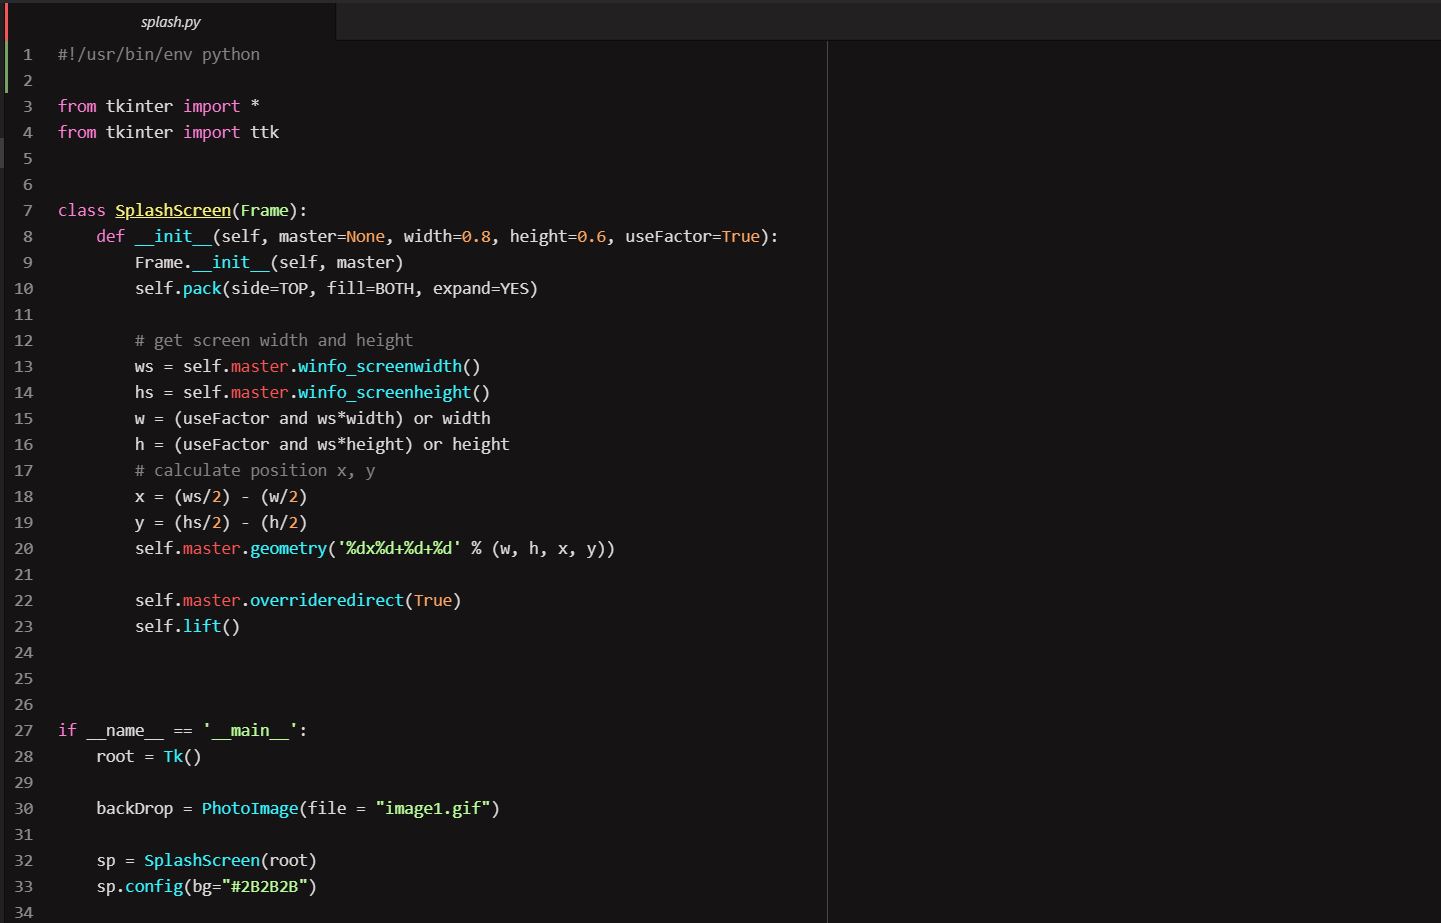 splash.py
1 #!/usr/bin/env python
2
3 from tkinter import *
4 from tkinter import ttk
5
6
7 class SplashScreen(Frame):
8     def __init__(self, master=None, width=0.8, height=0.6, useFactor=True):
9         Frame.__init__(self, master)
10         self.pack(side=TOP, fill=BOTH, expand=YES)
11
12         # get screen width and height
13         ws = self.master.winfo_screenwidth()
14         hs = self.master.winfo_screenheight()
15         w = (useFactor and ws*width) or width
16         h = (useFactor and ws*height) or height
17         # calculate position x, y
18         x = (ws/2) - (w/2)
19         y = (hs/2) - (h/2)
20         self.master.geometry('%dx%d+%d+%d' % (w, h, x, y))
21
22         self.master.overrideredirect(True)
23         self.lift()
24
25
26
27 if __name__ == '__main__':
28     root = Tk()
29
30     backDrop = PhotoImage(file = "image1.gif")
31
32     sp = SplashScreen(root)
33     sp.config(bg="#2B2B2B")
34